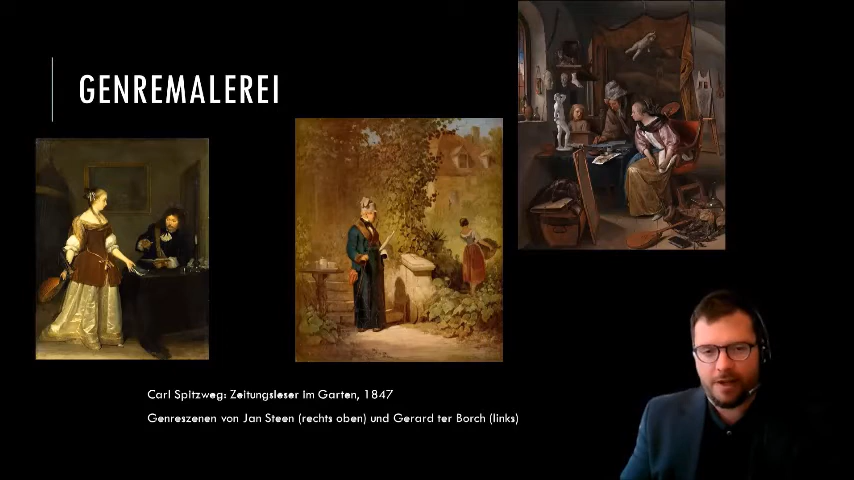 GENREMALEREI
Carl Spitzweg: Zeitungsleser im Garten, 1847
Genreszenen von Jan Steen (rechts oben) und Gerard ter Borch (links)